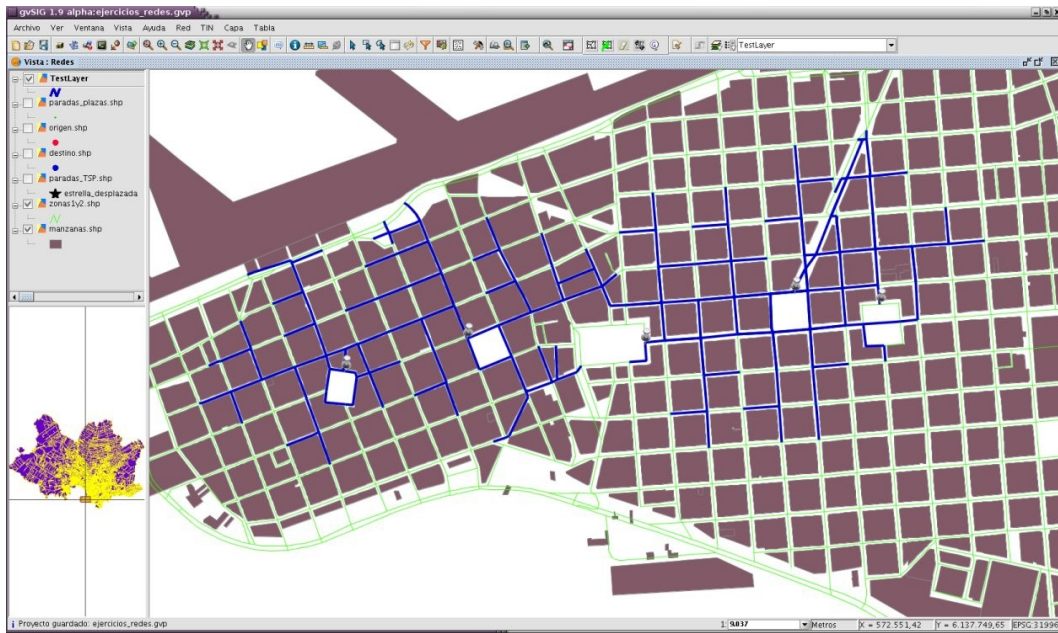 gvSIG 1.9 alpha:ejercicios_redes.gvp
Archivo Ver Ventana Vista Ayuda Red TIN Capa Tabla
TestLayer
Vista : Redes
TestLayer
paradas_plazas.shp
origen.shp
destino.shp
paradas_TSP.shp
estrella_desplazada
zonas1y2.shp
manzanas.shp
Proyecto guardado: ejercicios_redes.gvp 1: 9.037 Metros X = 572.551,42 Y = 6.137.749,65 EPSG:31996